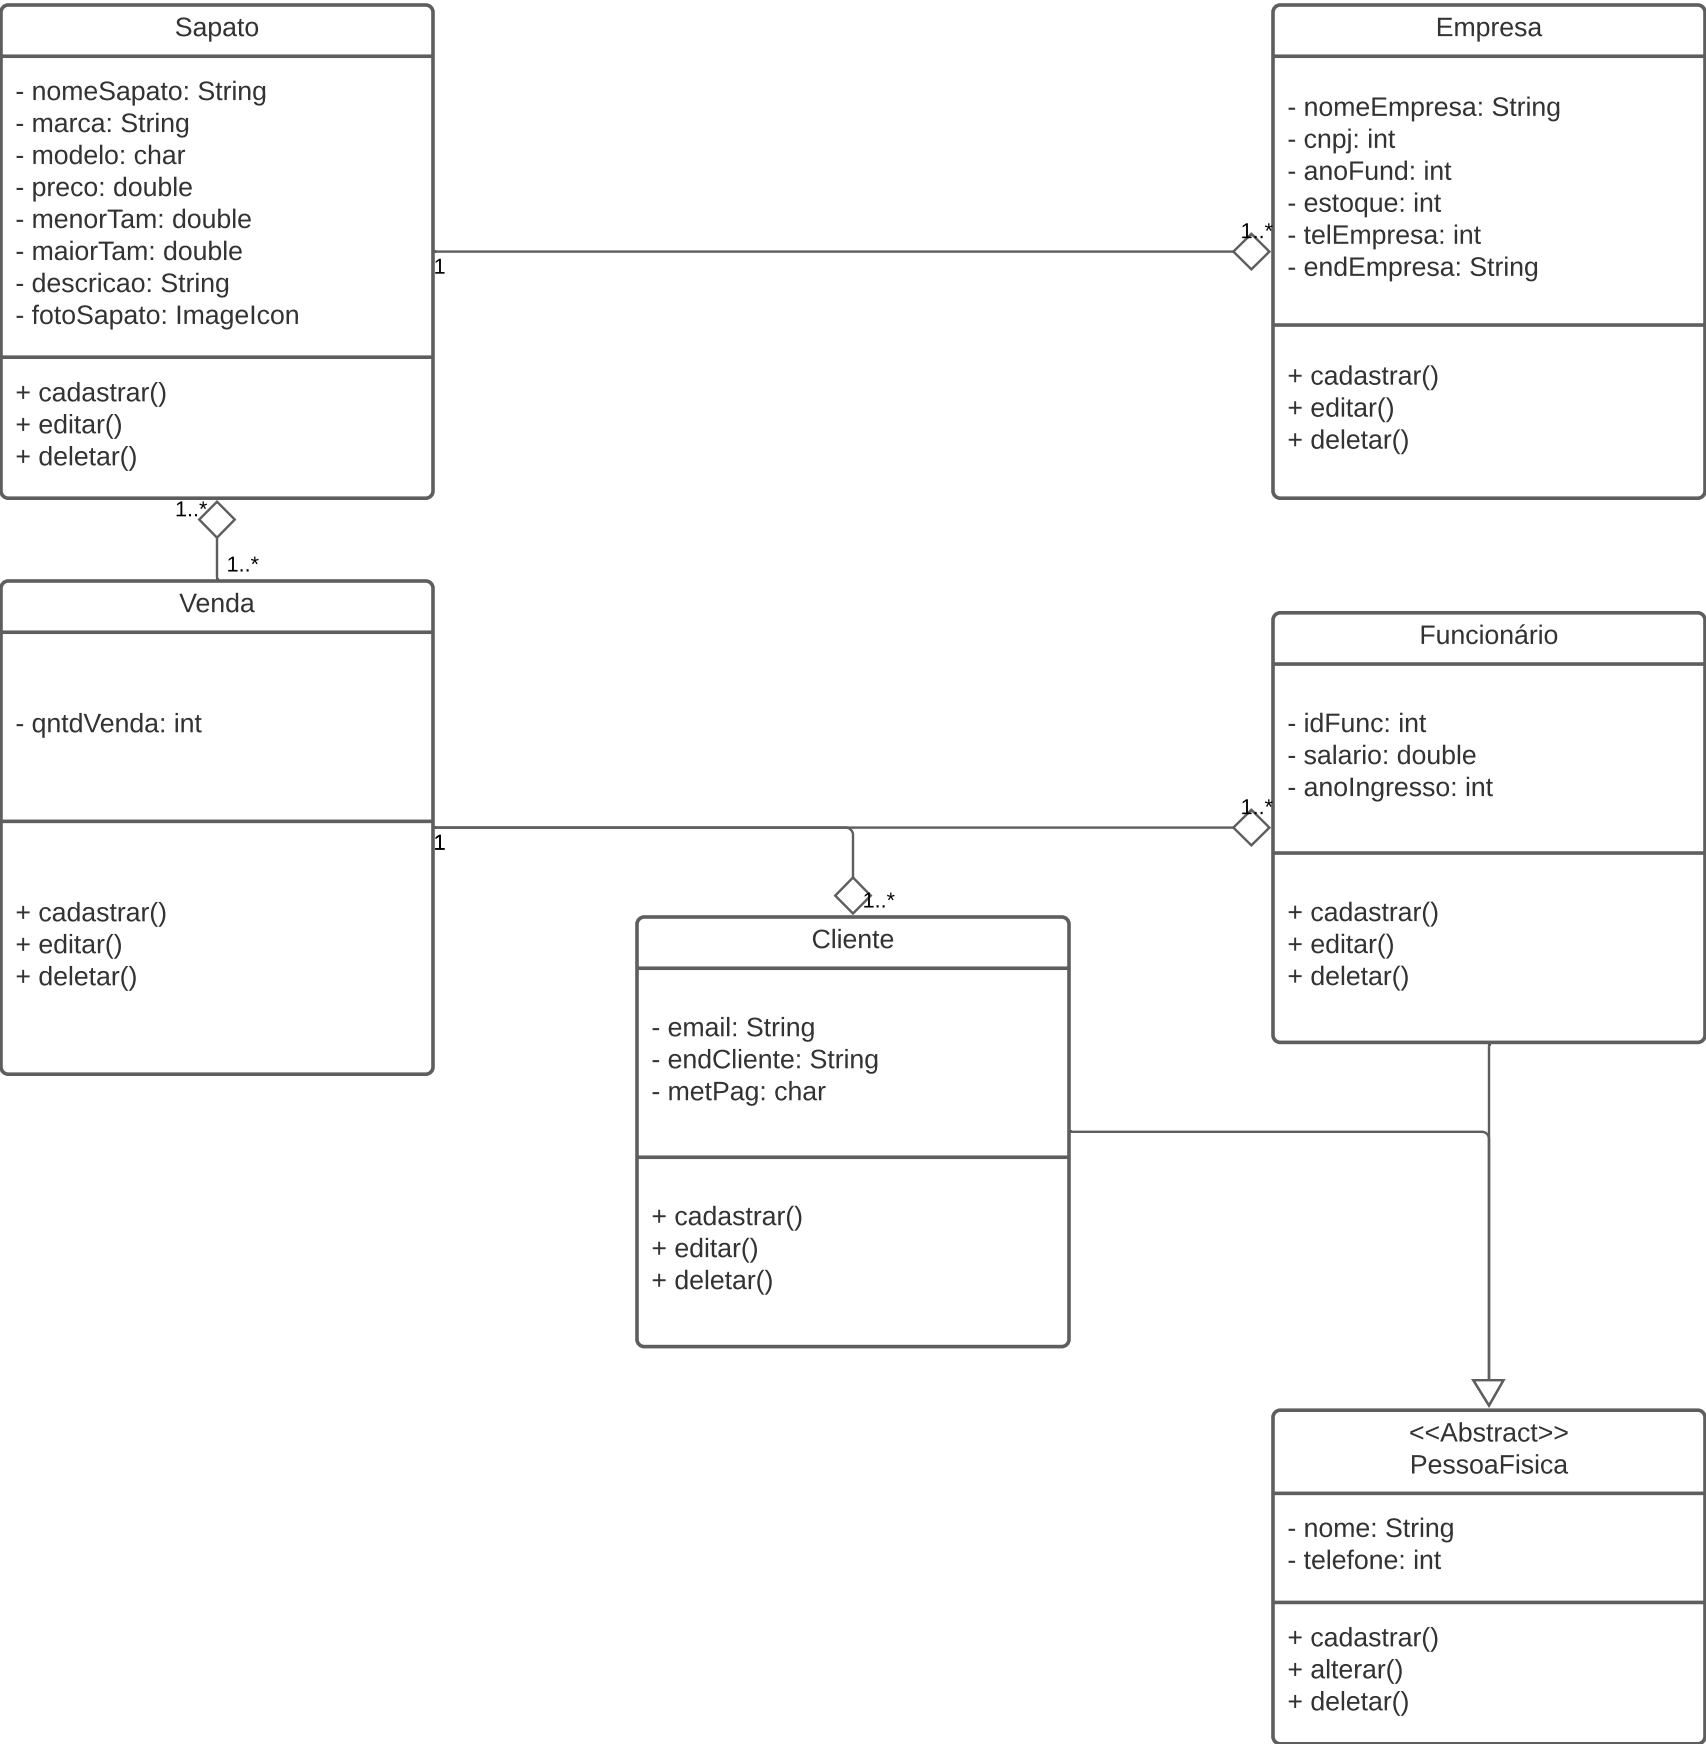 Sapato
- nomeSapato: String
- marca: String
- modelo: char
- preco: double
- menorTam: double
- maiorTam: double
- descricao: String
- fotoSapato: ImageIcon
+ cadastrar()
+ editar()
+ deletar()
1
1..*
Empresa
- nomeEmpresa: String
- cnpj: int
- anoFund: int
- estoque: int
- telEmpresa: int
- endEmpresa: String
+ cadastrar()
+ editar()
+ deletar()
1..*
1..*
Venda
- qntdVenda: int
+ cadastrar()
+ editar()
+ deletar()
1
1..*
1..*
Funcionário
- idFunc: int
- salario: double
- anoIngresso: int
+ cadastrar()
+ editar()
+ deletar()
Cliente
- email: String
- endCliente: String
- metPag: char
+ cadastrar()
+ editar()
+ deletar()
<<Abstract>>
PessoaFisica
- nome: String
- telefone: int
+ cadastrar()
+ alterar()
+ deletar()